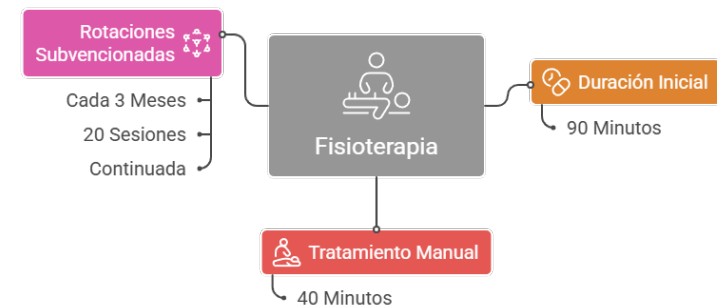 Rotaciones
Subvencionadas
Cada 3 Meses
20 Sesiones
Continuada
Fisioterapia
Duración Inicial
90 Minutos
Tratamiento Manual
40 Minutos